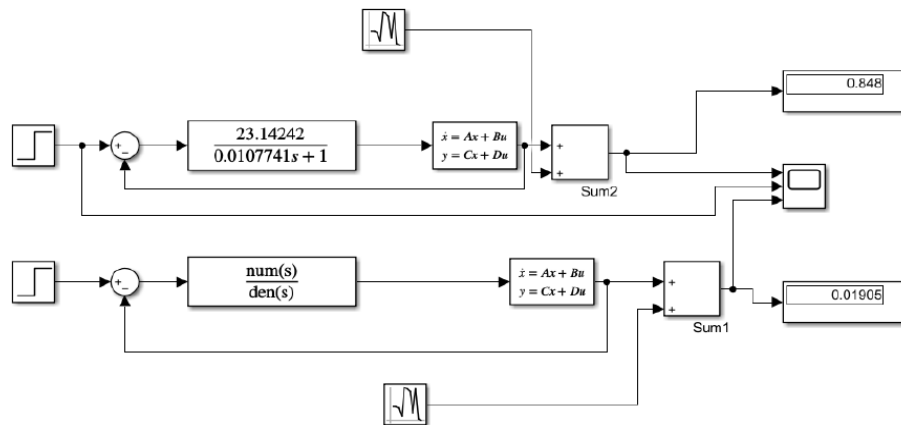 0.848
23.14242
0.0107741s + 1
ẋ = Ax + Bu
y = Cx + Du
+
−
+
+
Sum2
num(s)
den(s)
ẋ = Ax + Bu
y = Cx + Du
+
−
+
+
Sum1
0.01905